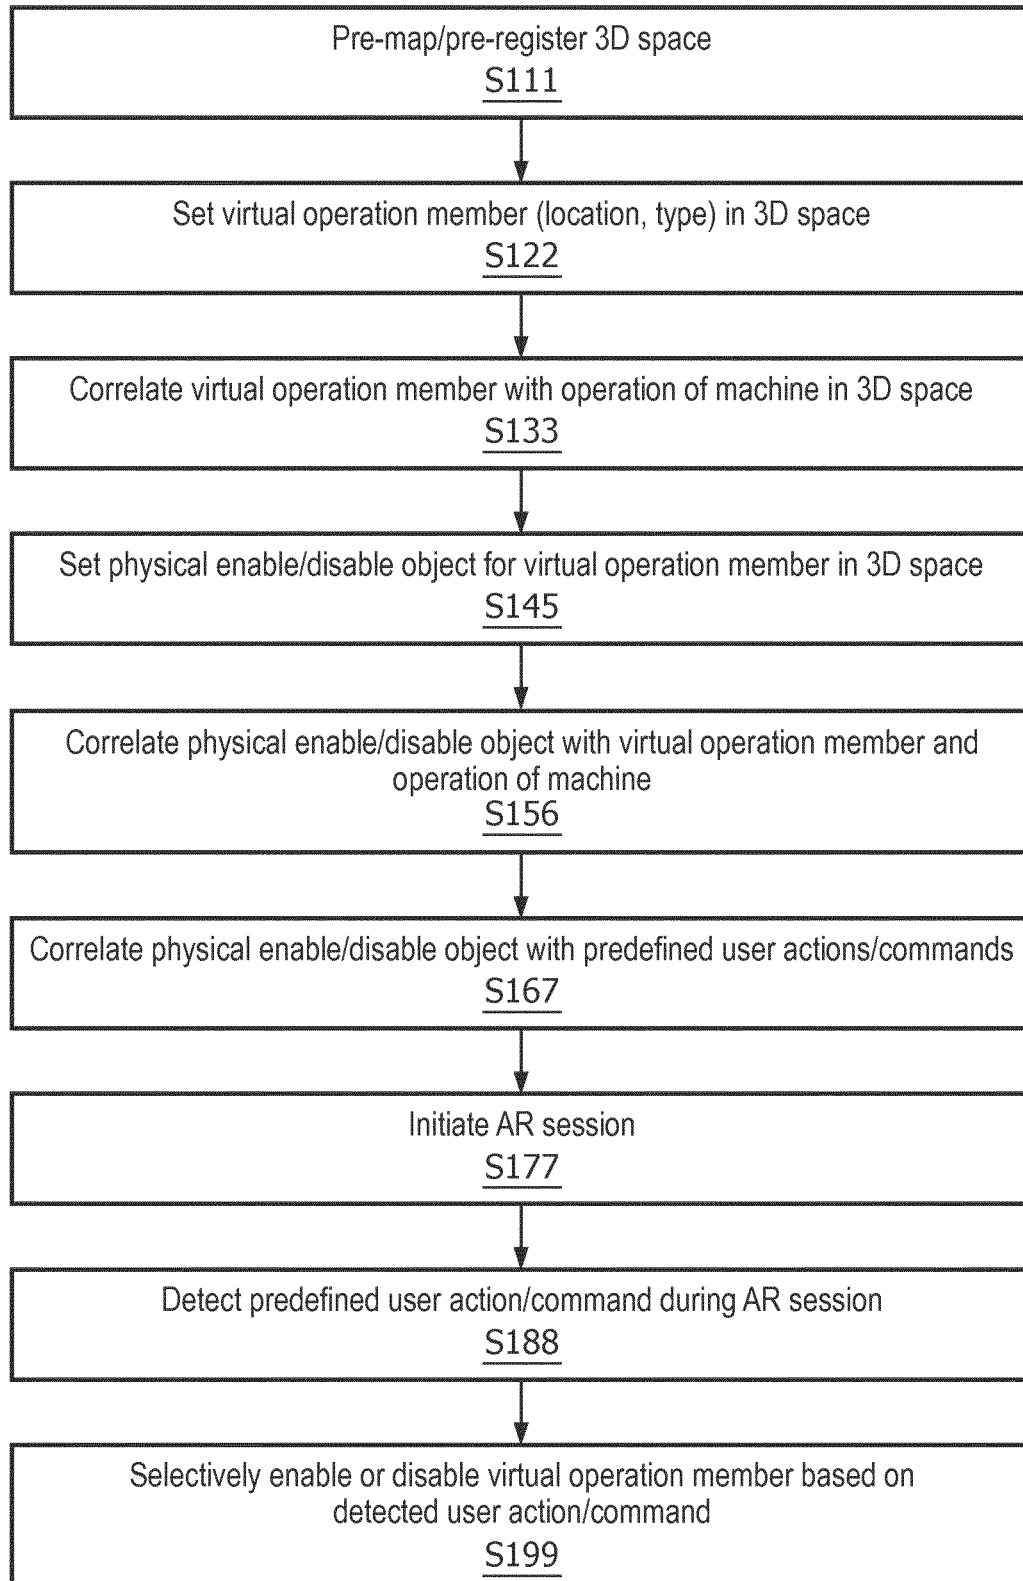 Pre-map/pre-register 3D space
S111
Set virtual operation member (location, type) in 3D space
S122
Correlate virtual operation member with operation of machine in 3D space
S133
Set physical enable/disable object for virtual operation member in 3D space
S145
Correlate physical enable/disable object with virtual operation member and
operation of machine
S156
Correlate physical enable/disable object with predefined user actions/commands
S167
Initiate AR session
S177
Detect predefined user action/command during AR session
S188
Selectively enable or disable virtual operation member based on
detected user action/command
S199